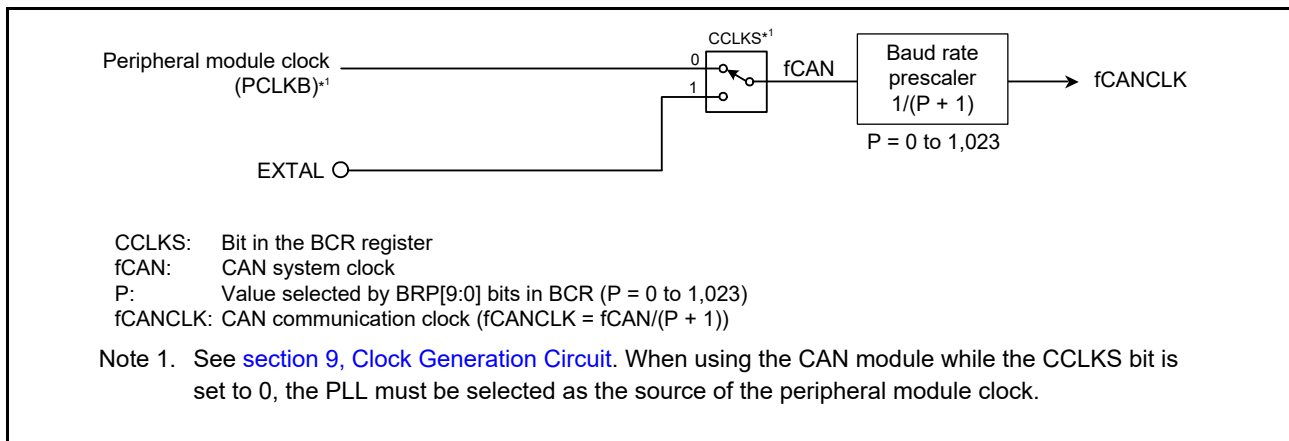 CCLKS*1
Peripheral module clock
(PCLKB)*1
0
1
fCAN
Baud rate
prescaler
1/(P + 1)
fCANCLK
P = 0 to 1,023
EXTAL
CCLKS: Bit in the BCR register
fCAN: CAN system clock
P: Value selected by BRP[9:0] bits in BCR (P = 0 to 1,023)
fCANCLK: CAN communication clock (fCANCLK = fCAN/(P + 1))
Note 1. See section 9, Clock Generation Circuit. When using the CAN module while the CCLKS bit is
set to 0, the PLL must be selected as the source of the peripheral module clock.